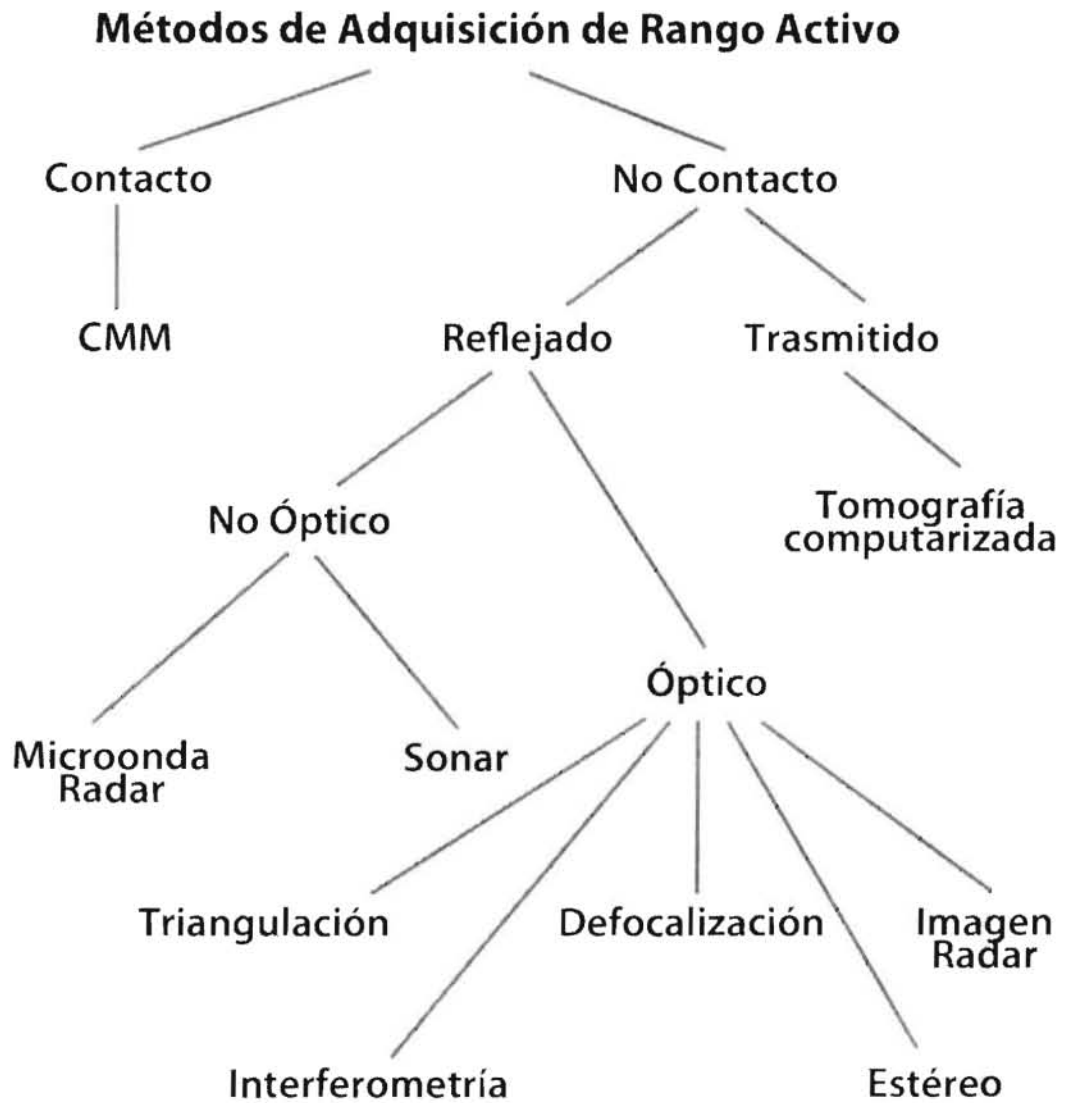 Métodos de Adquisición de Rango Activo
Contacto
No Contacto
CMM
Reflejado
Trasmitido
No Óptico
Tomografía
computarizada
Óptico
Microonda
Radar
Sonar
Triangulación
Defocalización
Imagen
Radar
Interferometría
Estéreo